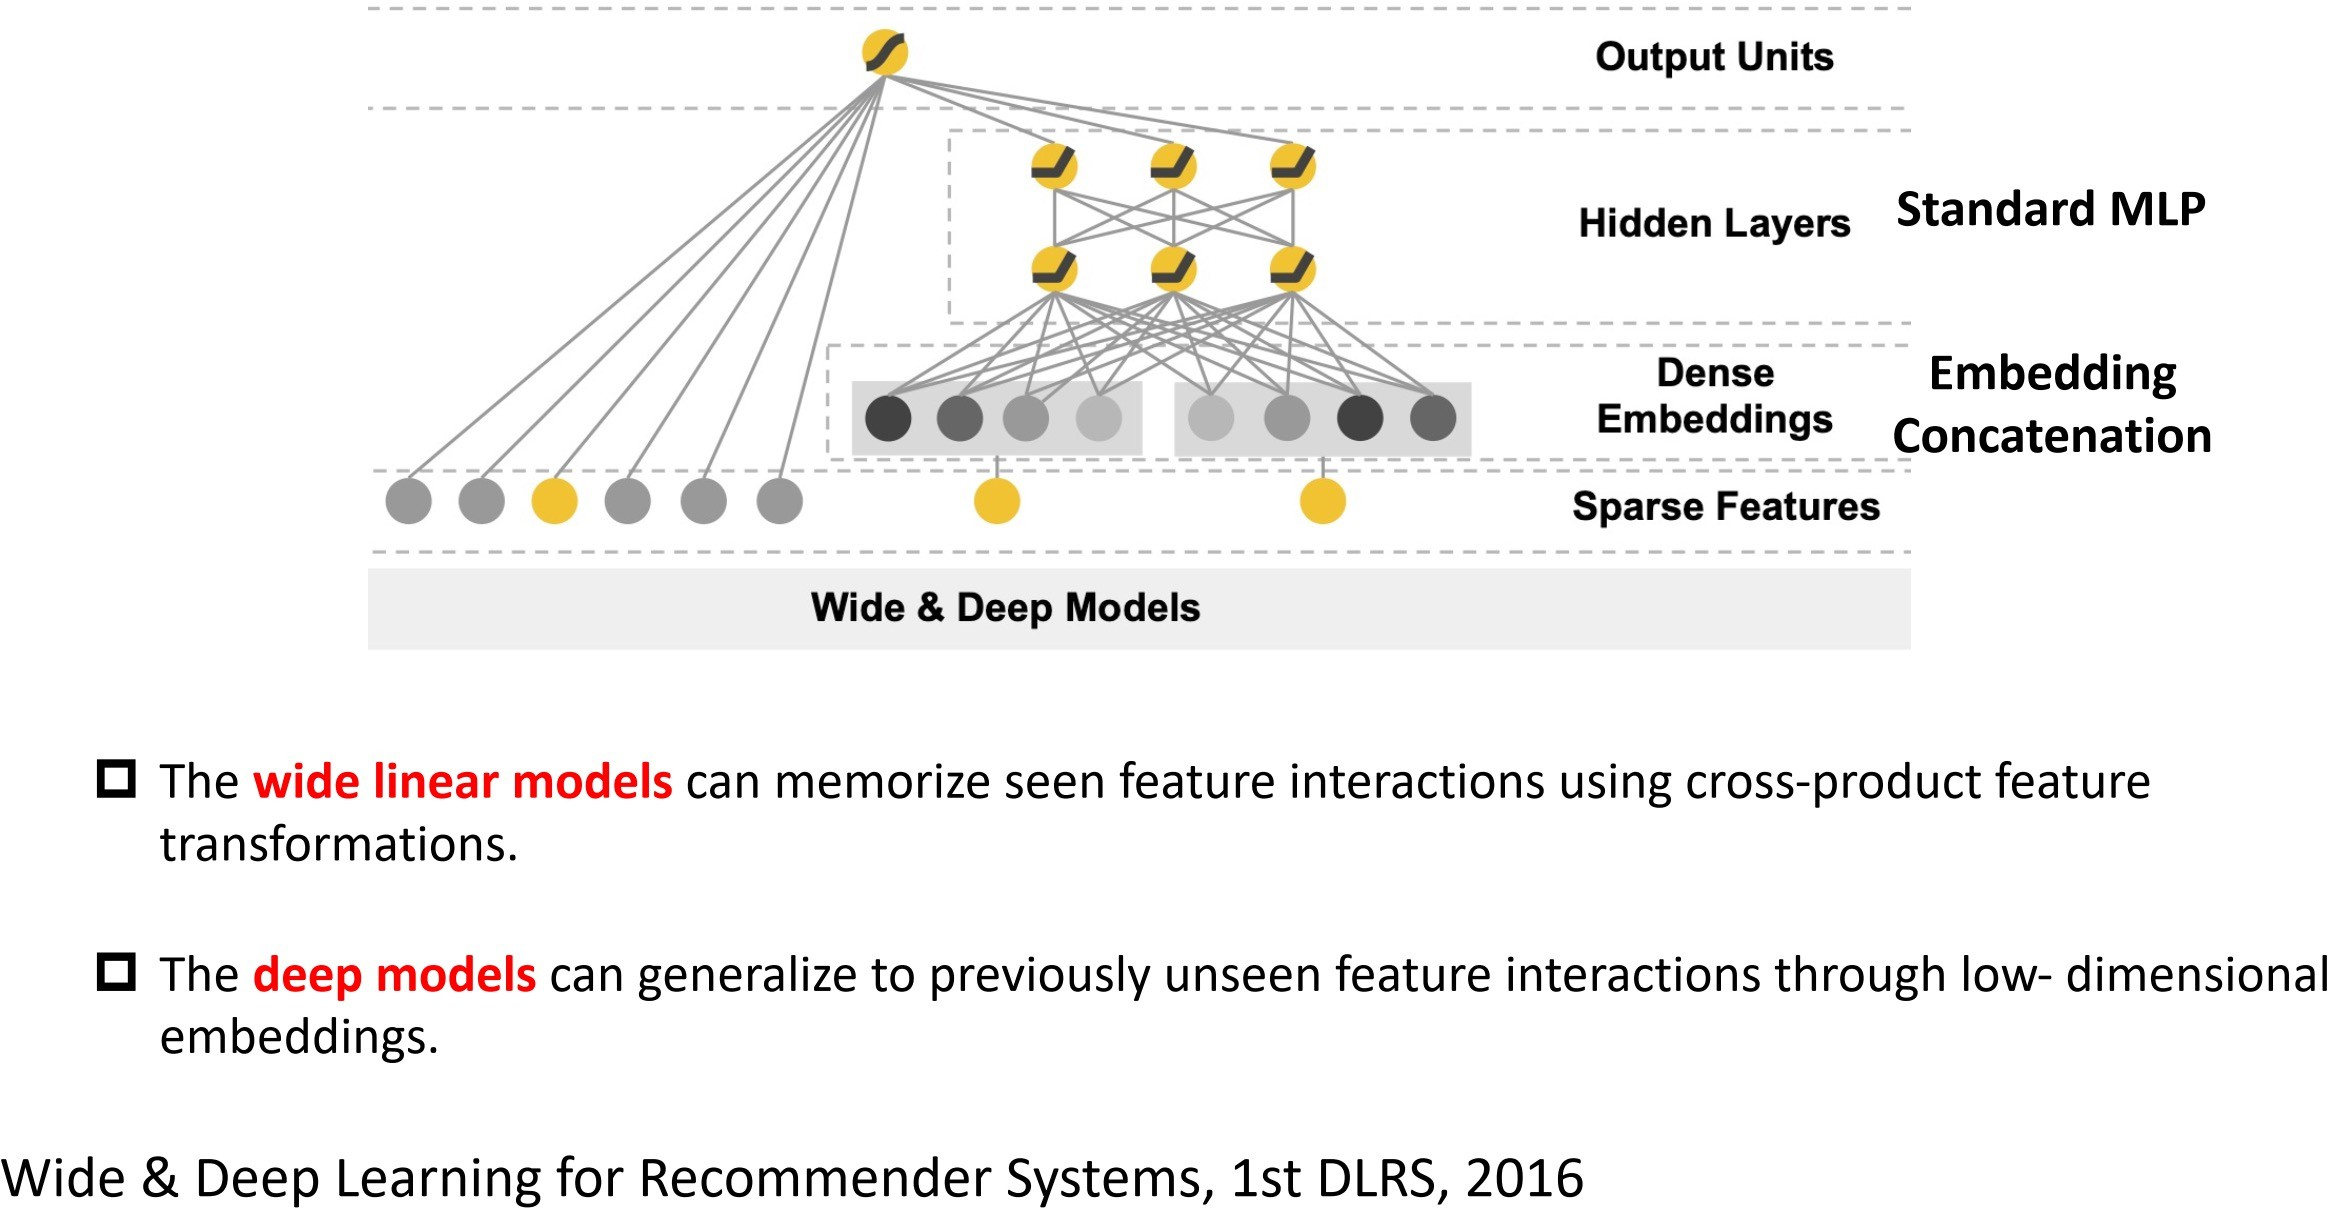 Output Units
Hidden Layers
Standard MLP
Dense
Embeddings
Embedding
Concatenation
Sparse Features
Wide & Deep Models
The wide linear models can memorize seen feature interactions using cross-product feature
transformations.
The deep models can generalize to previously unseen feature interactions through low- dimensional
embeddings.
Wide & Deep Learning for Recommender Systems, 1st DLRS, 2016